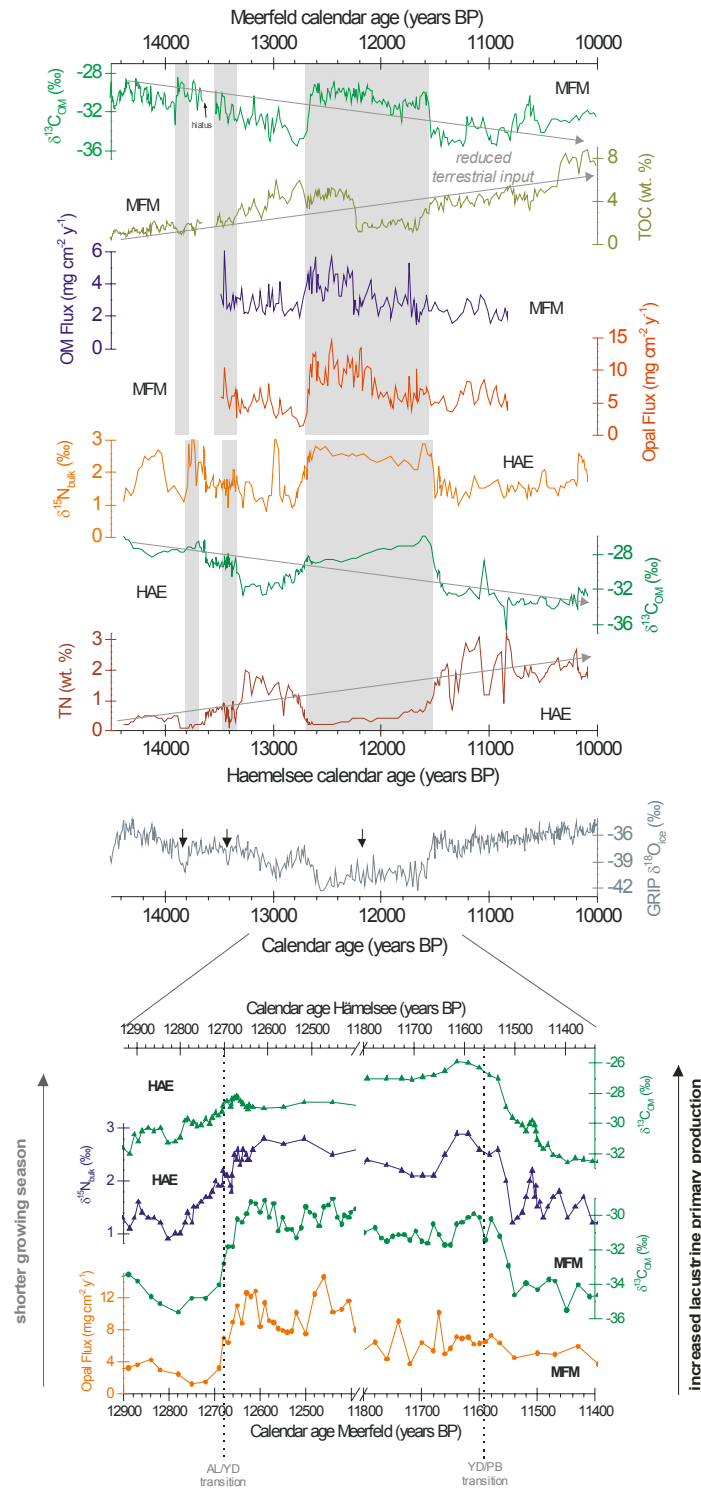 Meerfeld calendar age (years BP)
14000 13000 12000 11000 10000
-28
-32
-36
δ¹³C_OM (‰)
hiatus
MFM
reduced
terrestrial input
8
4
0
TOC (wt. %)
MFM
6
4
2
0
OM Flux (mg cm⁻² y⁻¹)
MFM
15
10
5
0
Opal Flux (mg cm⁻² y⁻¹)
MFM
3
2
1
0
δ¹⁵N_bulk (‰)
HAE
-28
-32
-36
δ¹³C_OM (‰)
HAE
3
2
1
0
TN (wt. %)
HAE
14000 13000 12000 11000 10000
Haemelsee calendar age (years BP)
-36
-39
-42
GRIP δ¹⁸O_ice (‰)
14000 13000 12000 11000 10000
Calendar age (years BP)
Calendar age Hämelsee (years BP)
12900 12800 12700 12600 12500 11800 11700 11600 11500 11400
HAE
-26
-28
-30
-32
δ¹³C_OM (‰)
3
2
1
δ¹⁵N_bulk (‰)
HAE
-30
-32
-34
-36
δ¹³C_OM (‰)
MFM
12
8
4
0
Opal Flux (mg cm⁻² y⁻¹)
MFM
shorter growing season
increased lacustrine primary production
12900 12800 12700 12600 12500 11800 11700 11600 11500 11400
Calendar age Meerfeld (years BP)
AL/YD
transition
YD/PB
transition